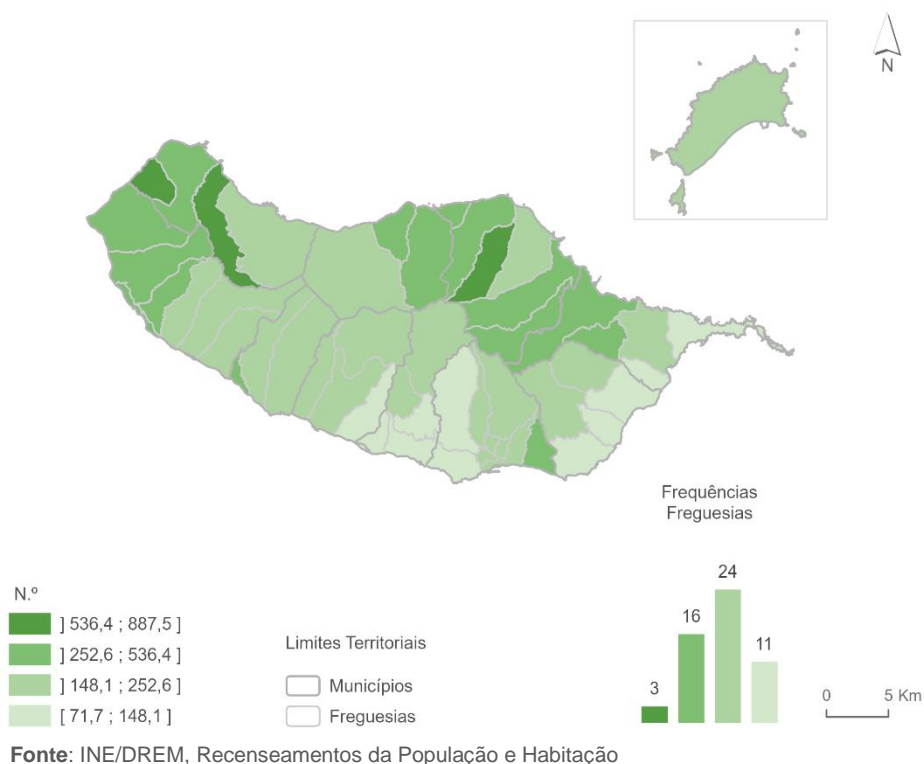 N
Frequências
Freguesias
N.º
] 536,4 ; 887,5 ]
] 252,6 ; 536,4 ]
] 148,1 ; 252,6 ]
[ 71,7 ; 148,1 ]
Limites Territoriais
Municípios
Freguesias
3
16
24
11
0 5 Km
Fonte: INE/DREM, Recenseamentos da População e Habitação